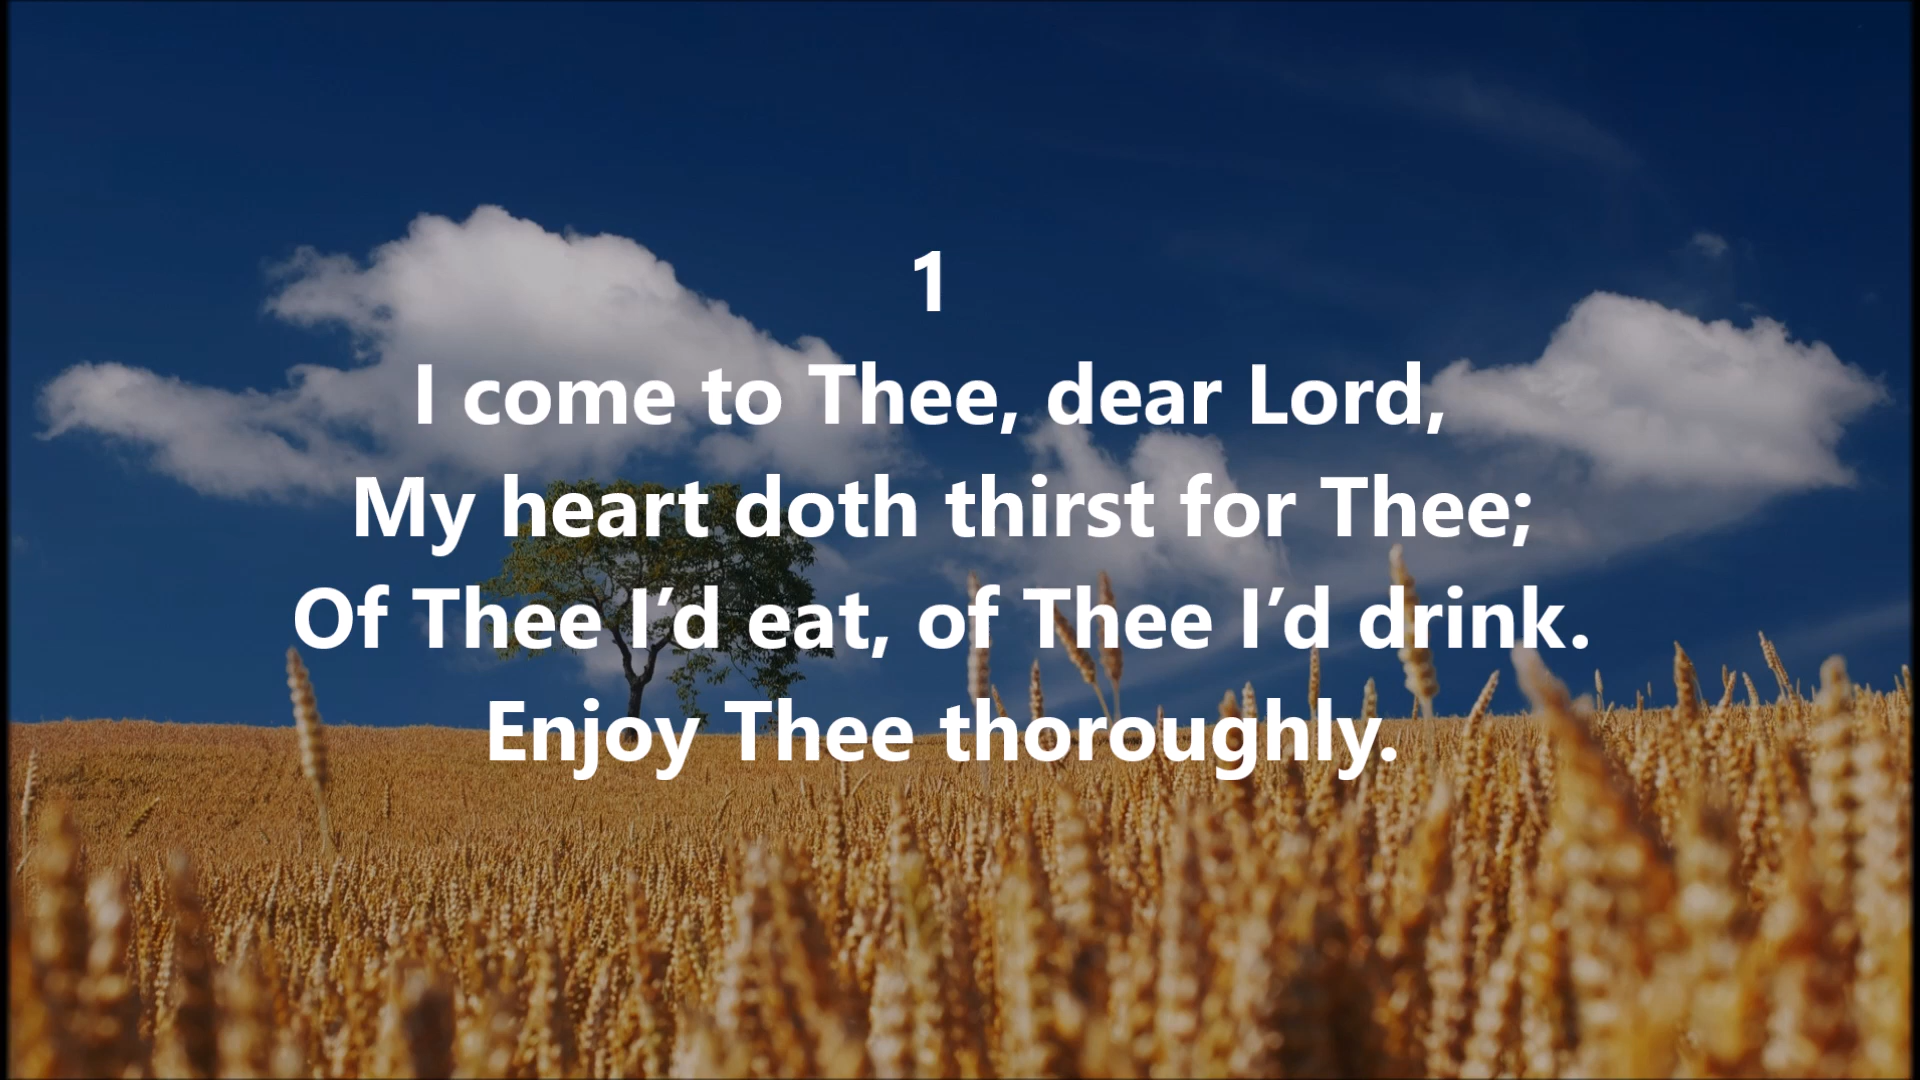 1
I come to Thee, dear Lord,
My heart doth thirst for Thee;
Of Thee I’d eat, of Thee I’d drink.
Enjoy Thee thoroughly.